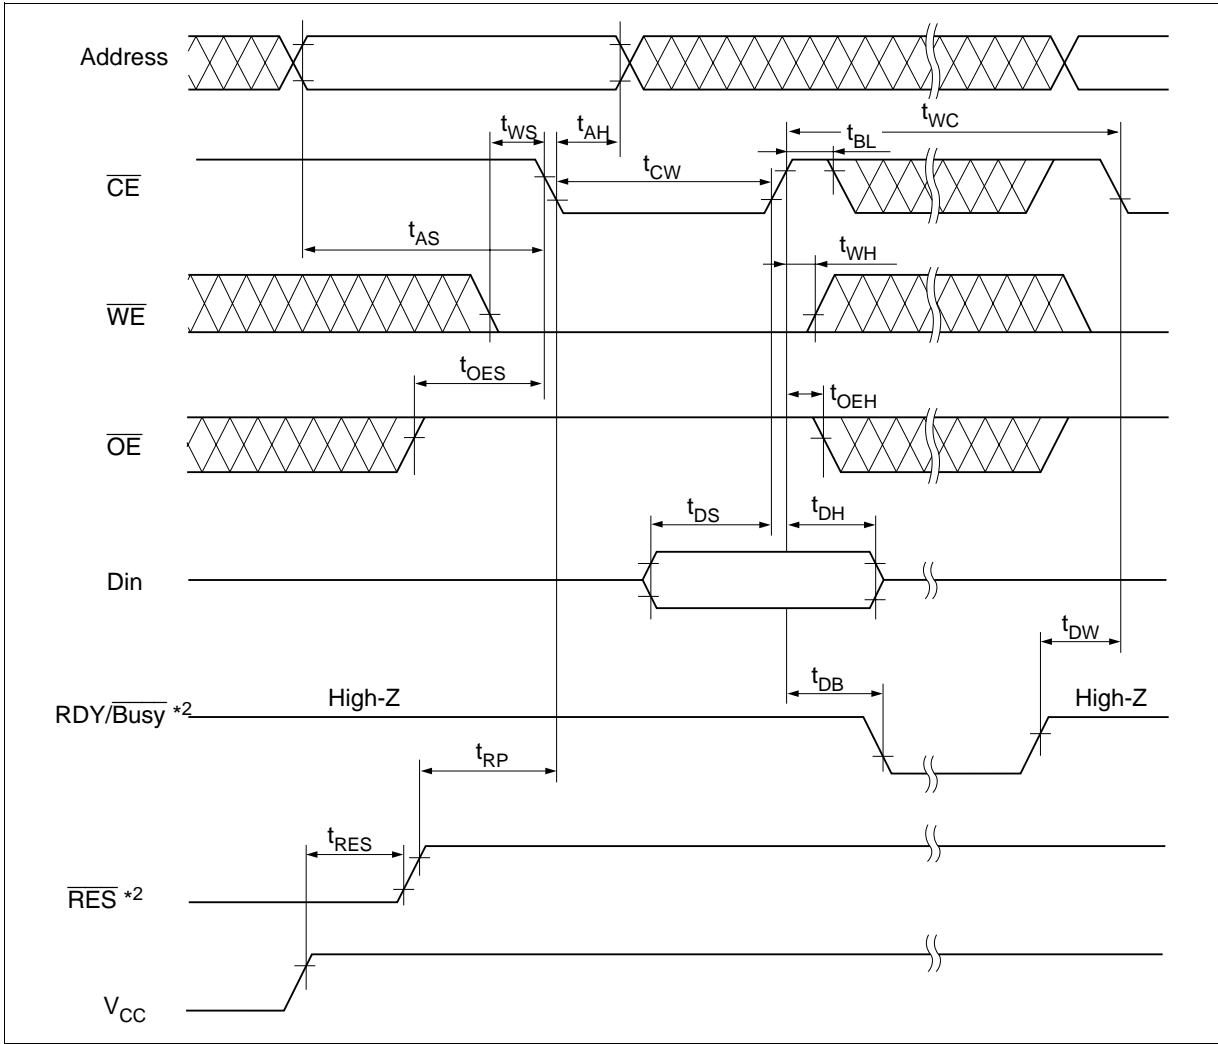 Address
tWS
tAH
tWC
tBL
CE
tCW
tAS
tWH
WE
tOES
tOEH
OE
tDS
tDH
Din
tDW
tDB
RDY/Busy *2
High-Z
High-Z
tRP
tRES
RES *2
VCC